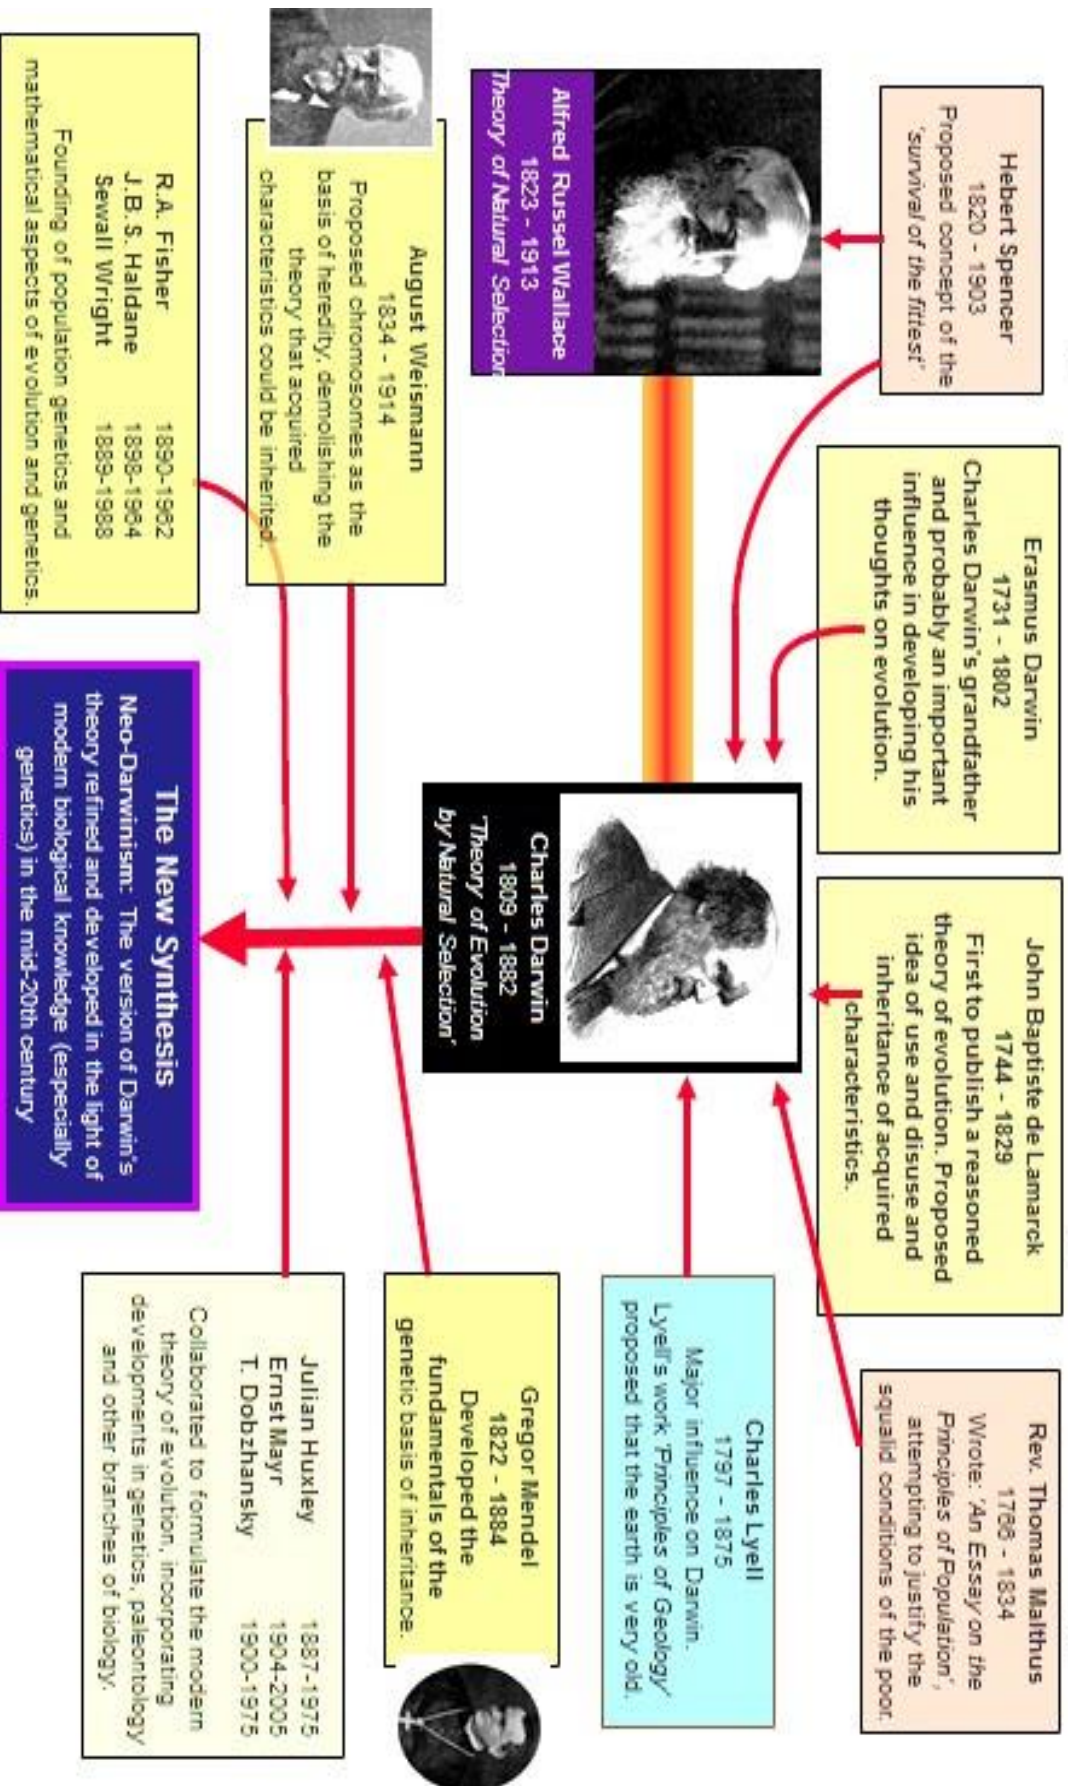 Hebert Spencer
1820 - 1903
Proposed concept of the
'survival of the fittest'
Erasmus Darwin
1731 - 1802
Charles Darwin's grandfather
and probably an important
influence in developing his
thoughts on evolution.
John Baptiste de Lamarck
1744 - 1829
First to publish a reasoned
theory of evolution. Proposed
idea of use and disuse and
inheritance of acquired
characteristics.
Rev. Thomas Malthus
1766 - 1834
Wrote: 'An Essay on the
Principles of Population',
attempting to justify the
squalid conditions of the poor.
Alfred Russel Wallace
1823 - 1913
Theory of Natural Selection
Charles Darwin
1809 - 1882
'Theory of Evolution
by Natural Selection'
Charles Lyell
1797 - 1875
Major influence on Darwin.
Lyell's work 'Principles of Geology'
proposed that the earth is very old.
August Weismann
1834 - 1914
Proposed chromosomes as the
basis of heredity, demolishing the
theory that acquired
characteristics could be inherited.
Gregor Mendel
1822 - 1884
Developed the
fundamentals of the
genetic basis of inheritance.
R.A. Fisher 1890-1962
J.B.S. Haldane 1898-1964
Sewall Wright 1889-1988
Founding of population genetics and
mathematical aspects of evolution and genetics.
The New Synthesis
Neo-Darwinism: The version of Darwin's
theory refined and developed in the light of
modern biological knowledge (especially
genetics) in the mid-20th century
Julian Huxley 1887-1975
Ernst Mayr 1904-2005
T. Dobzhansky 1900-1975
Collaborated to formulate the modern
theory of evolution, incorporating
developments in genetics, paleontology
and other branches of biology.